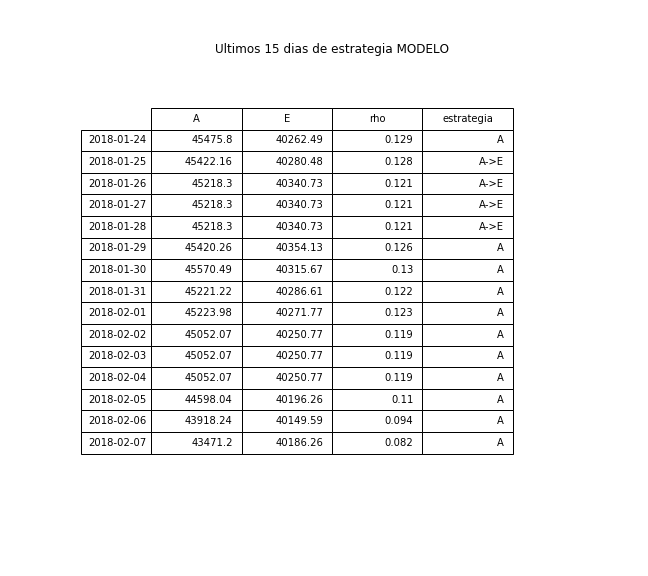 Ultimos 15 dias de estrategia MODELO
A E rho estrategia
2018-01-24 45475.8 40262.49 0.129 A
2018-01-25 45422.16 40280.48 0.128 A->E
2018-01-26 45218.3 40340.73 0.121 A->E
2018-01-27 45218.3 40340.73 0.121 A->E
2018-01-28 45218.3 40340.73 0.121 A->E
2018-01-29 45420.26 40354.13 0.126 A
2018-01-30 45570.49 40315.67 0.13 A
2018-01-31 45221.22 40286.61 0.122 A
2018-02-01 45223.98 40271.77 0.123 A
2018-02-02 45052.07 40250.77 0.119 A
2018-02-03 45052.07 40250.77 0.119 A
2018-02-04 45052.07 40250.77 0.119 A
2018-02-05 44598.04 40196.26 0.11 A
2018-02-06 43918.24 40149.59 0.094 A
2018-02-07 43471.2 40186.26 0.082 A